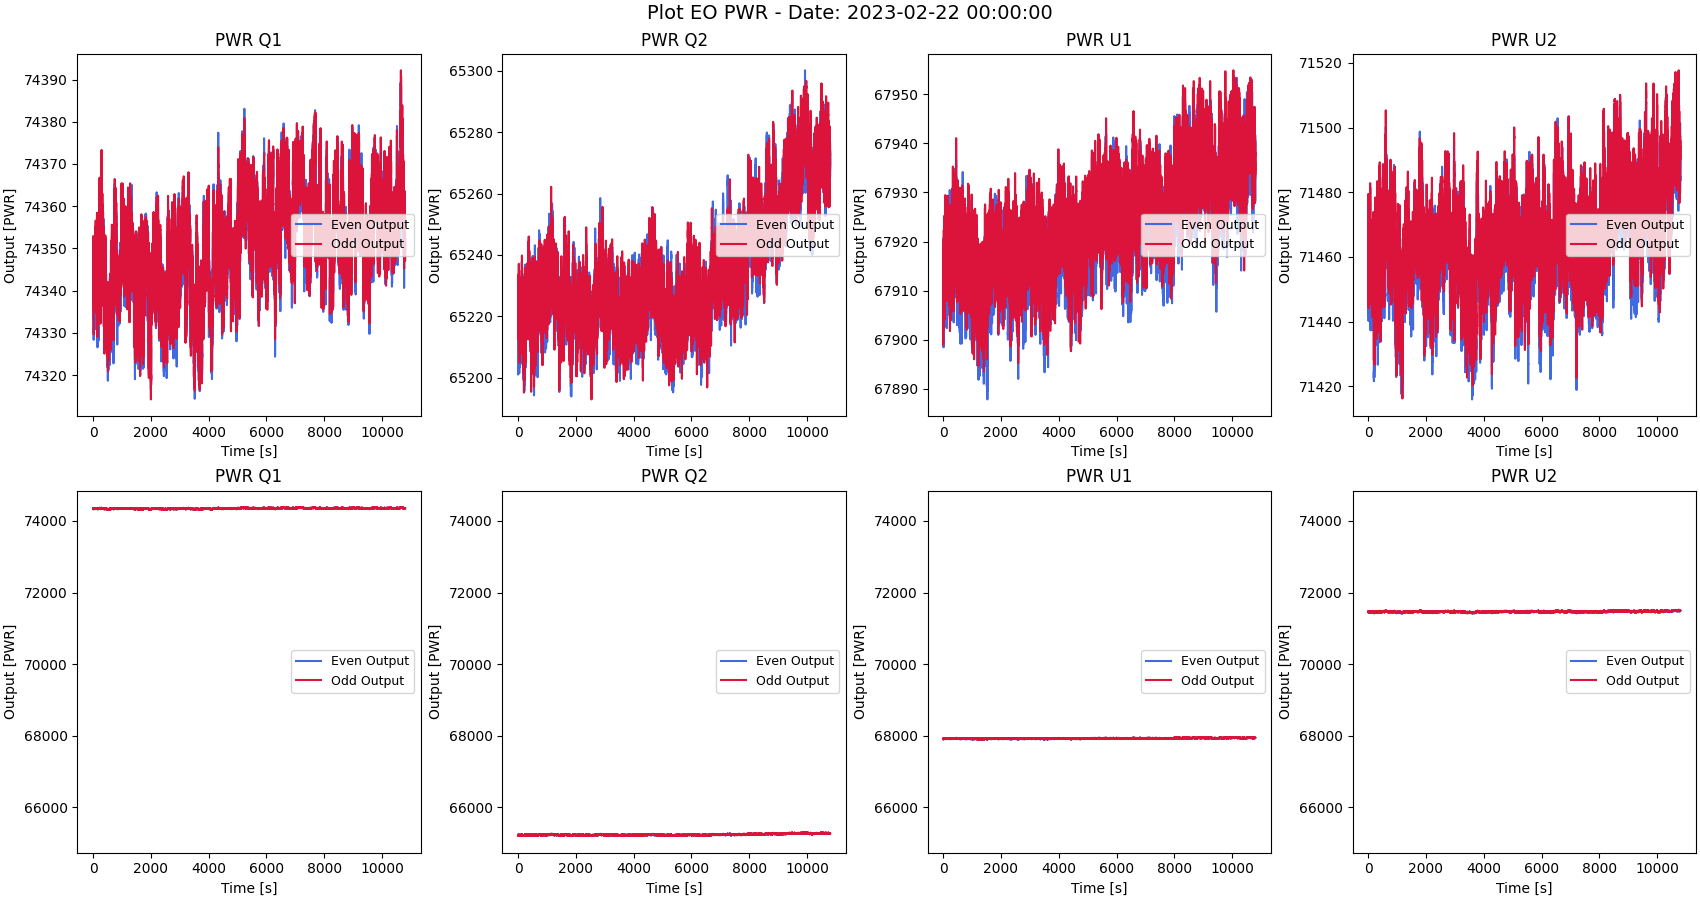 Plot EO PWR - Date: 2023-02-22 00:00:00
PWR Q1
PWR Q2
PWR U1
PWR U2
Output [PWR]
74390
74380
74370
74360
74350
74340
74330
74320
Even Output
Odd Output
0 2000 4000 6000 8000 10000
Time [s]
Output [PWR]
65300
65280
65260
65240
65220
65200
Even Output
Odd Output
0 2000 4000 6000 8000 10000
Time [s]
Output [PWR]
67950
67940
67930
67920
67910
67900
67890
Even Output
Odd Output
0 2000 4000 6000 8000 10000
Time [s]
Output [PWR]
71520
71500
71480
71460
71440
71420
Even Output
Odd Output
0 2000 4000 6000 8000 10000
Time [s]
PWR Q1
PWR Q2
PWR U1
PWR U2
Output [PWR]
74000
72000
70000
68000
66000
Even Output
Odd Output
0 2000 4000 6000 8000 10000
Time [s]
Output [PWR]
74000
72000
70000
68000
66000
Even Output
Odd Output
0 2000 4000 6000 8000 10000
Time [s]
Output [PWR]
74000
72000
70000
68000
66000
Even Output
Odd Output
0 2000 4000 6000 8000 10000
Time [s]
Output [PWR]
74000
72000
70000
68000
66000
Even Output
Odd Output
0 2000 4000 6000 8000 10000
Time [s]